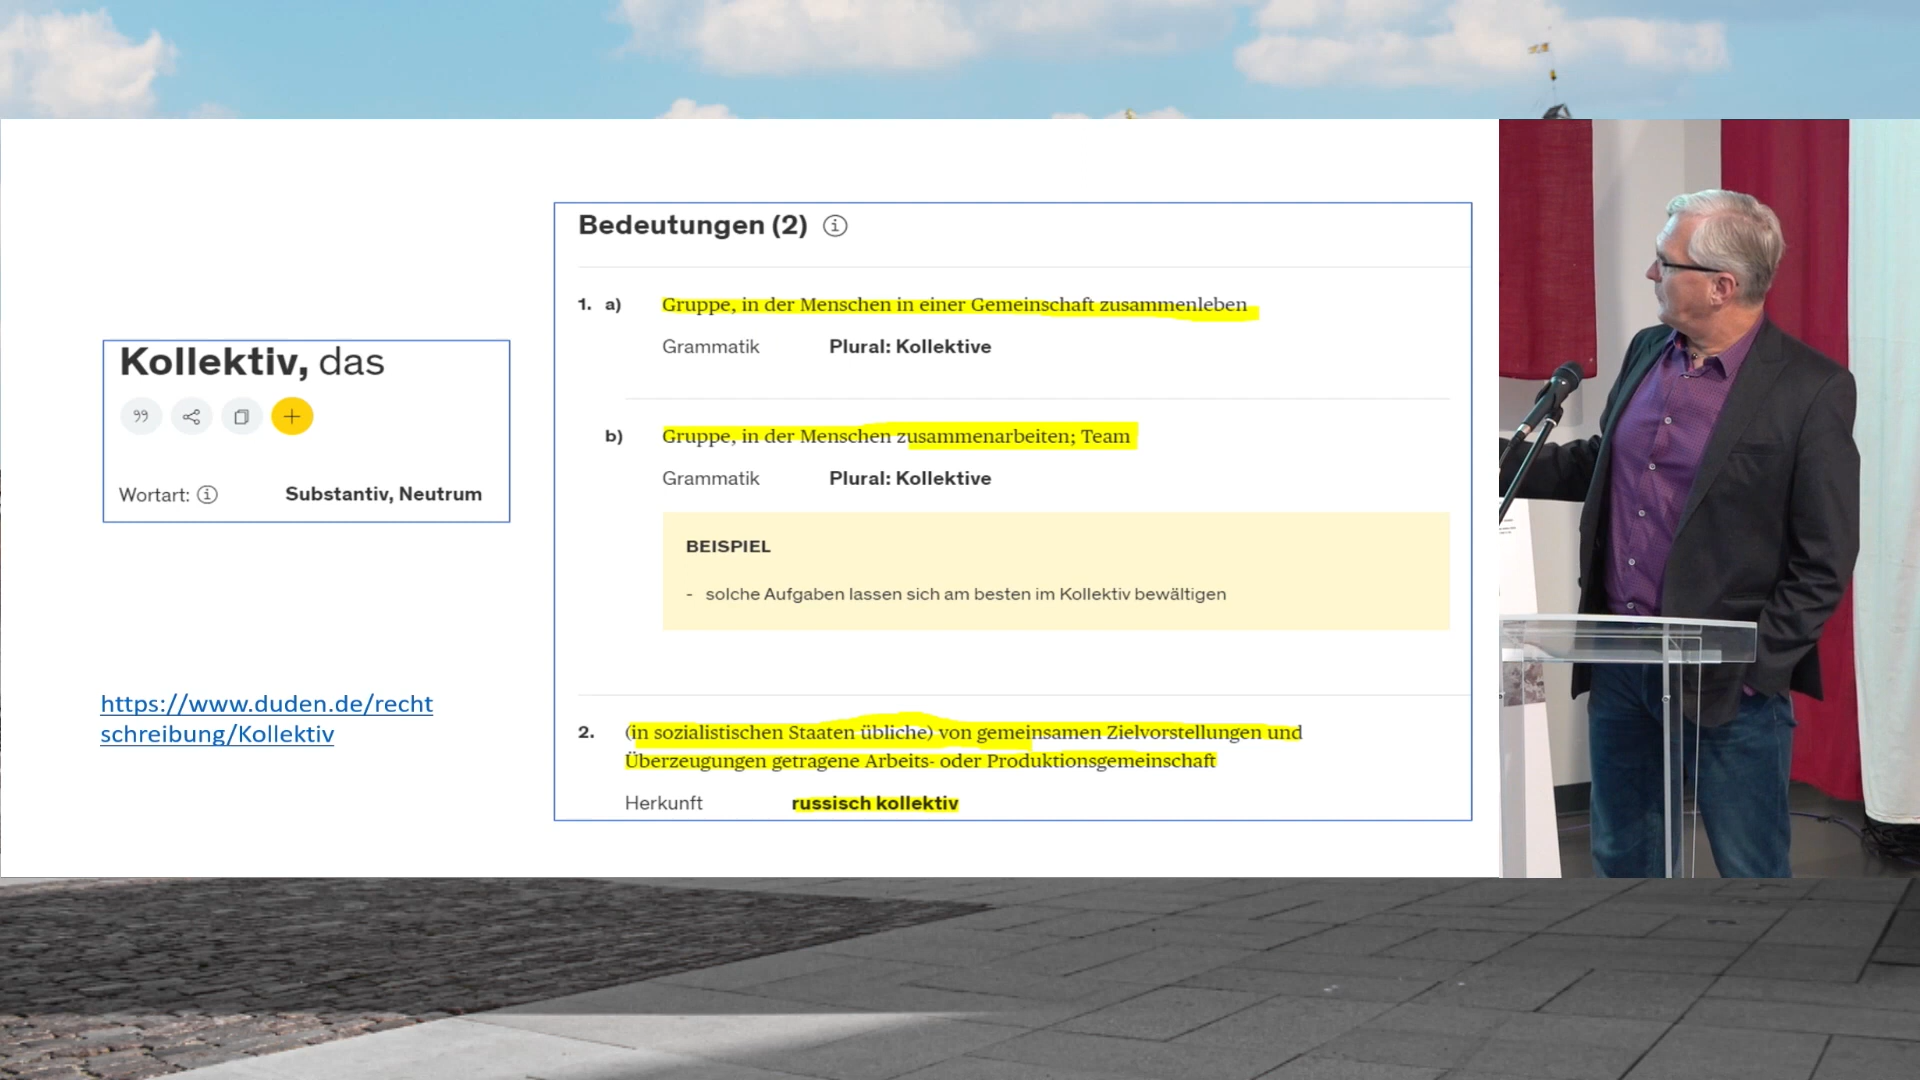 Kollektiv, das
Wortart: Substantiv, Neutrum
https://www.duden.de/recht
schreibung/Kollektiv
Bedeutungen (2)
1. a) Gruppe, in der Menschen in einer Gemeinschaft zusammenleben
Grammatik Plural: Kollektive
b) Gruppe, in der Menschen zusammenarbeiten; Team
Grammatik Plural: Kollektive
BEISPIEL
- solche Aufgaben lassen sich am besten im Kollektiv bewältigen
2. (in sozialistischen Staaten übliche) von gemeinsamen Zielvorstellungen und
Überzeugungen getragene Arbeits- oder Produktionsgemeinschaft
Herkunft russisch kollektiv